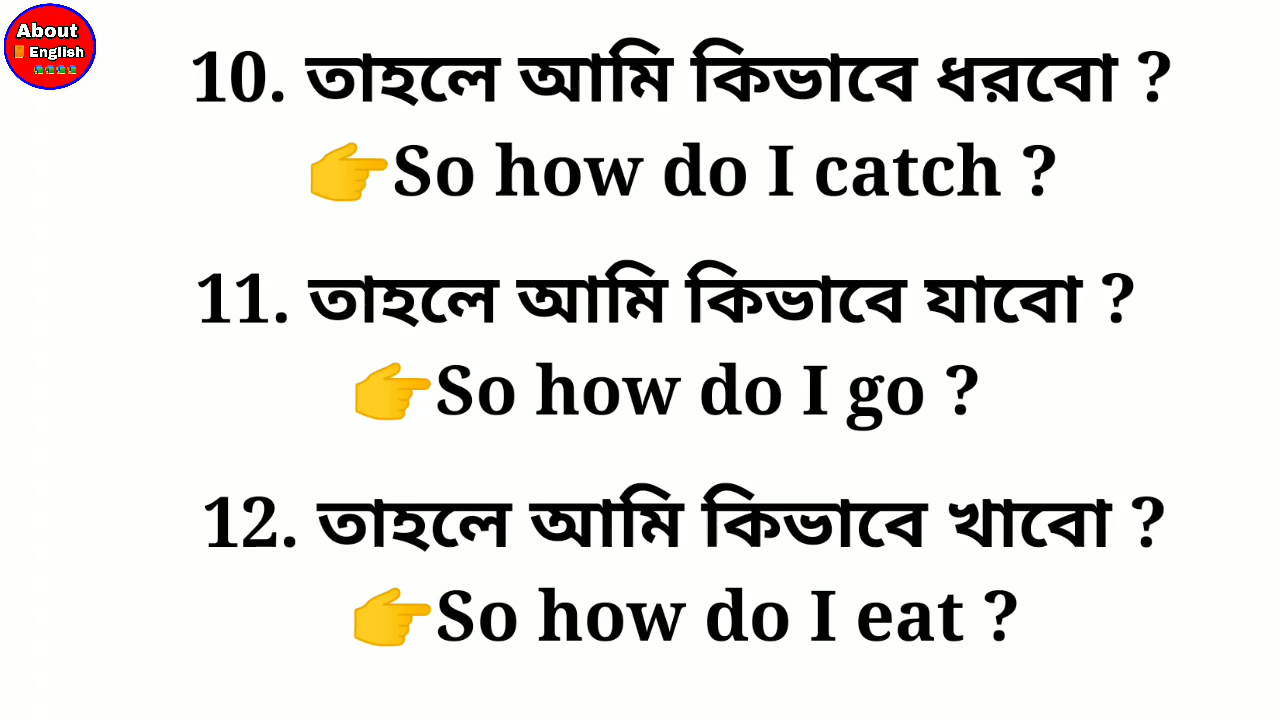 About
English
10. তাহলে আমি কিভাবে ধরবো ?
👉So how do I catch ?
11. তাহলে আমি কিভাবে যাবো ?
👉So how do I go ?
12. তাহলে আমি কিভাবে খাবো ?
👉So how do I eat ?